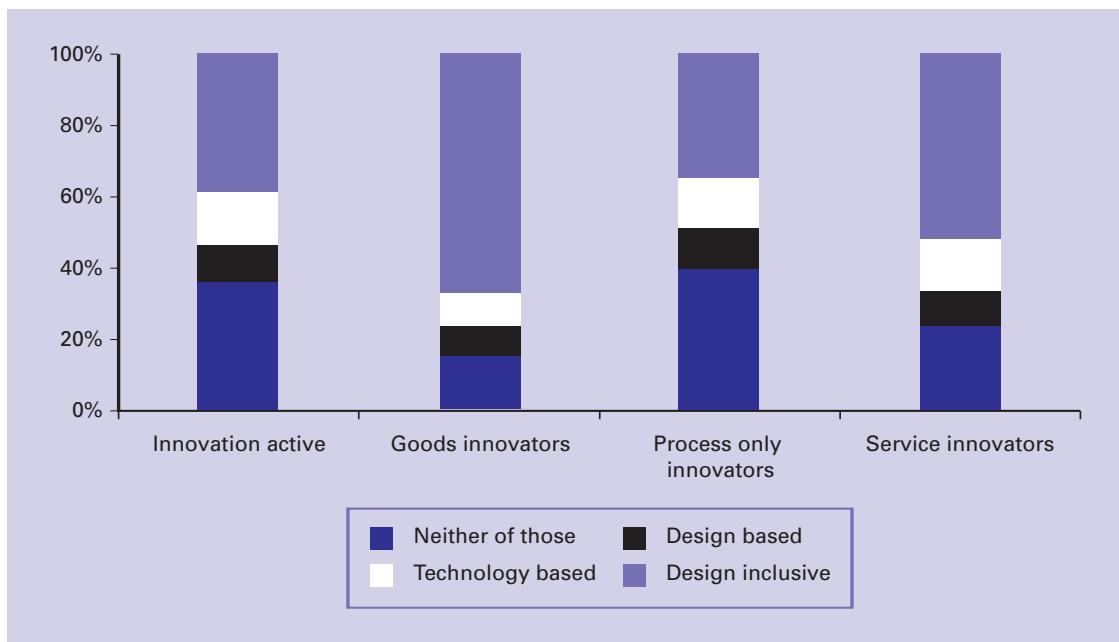 100%
80%
60%
40%
20%
0%
Innovation active
Goods innovators
Process only
innovators
Service innovators
Neither of those
Design based
Technology based
Design inclusive